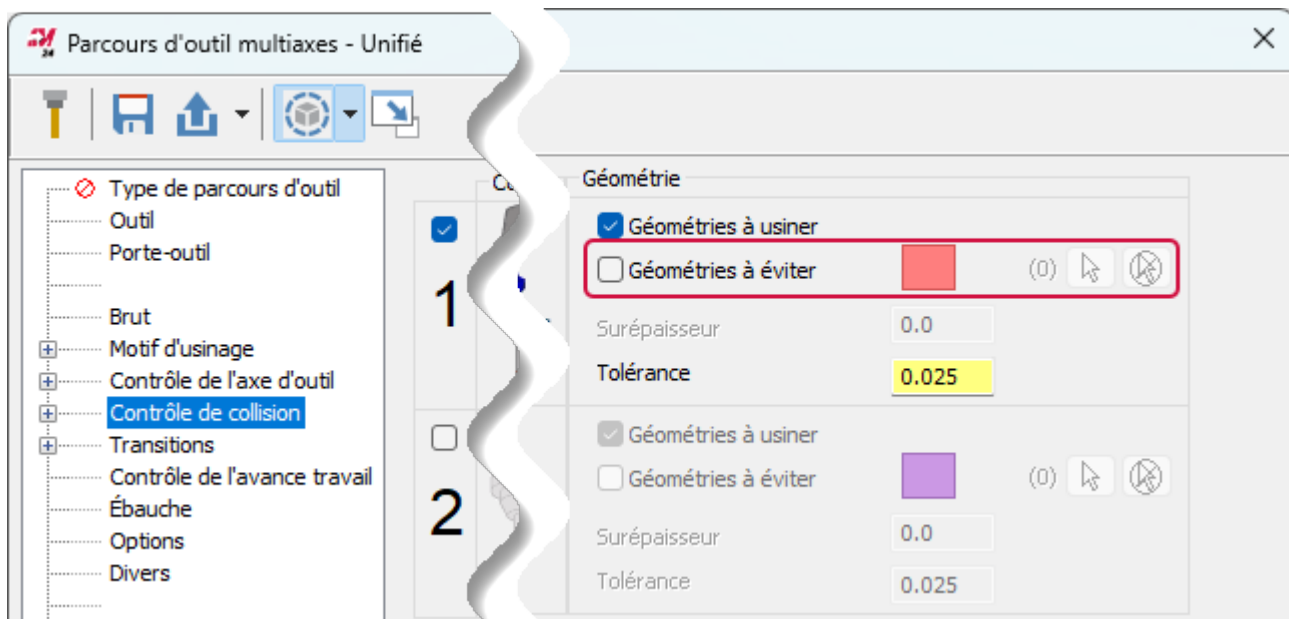 Parcours d'outil multiaxes - Unifié
Type de parcours d'outil
Outil
Porte-outil
Brut
Motif d'usinage
Contrôle de l'axe d'outil
Contrôle de collision
Transitions
Contrôle de l'avance travail
Ébauche
Options
Divers
Géométrie
1
Géométries à usiner
Géométries à éviter (0)
Surépaisseur 0.0
Tolérance 0.025
2
Géométries à usiner
Géométries à éviter (0)
Surépaisseur 0.0
Tolérance 0.025